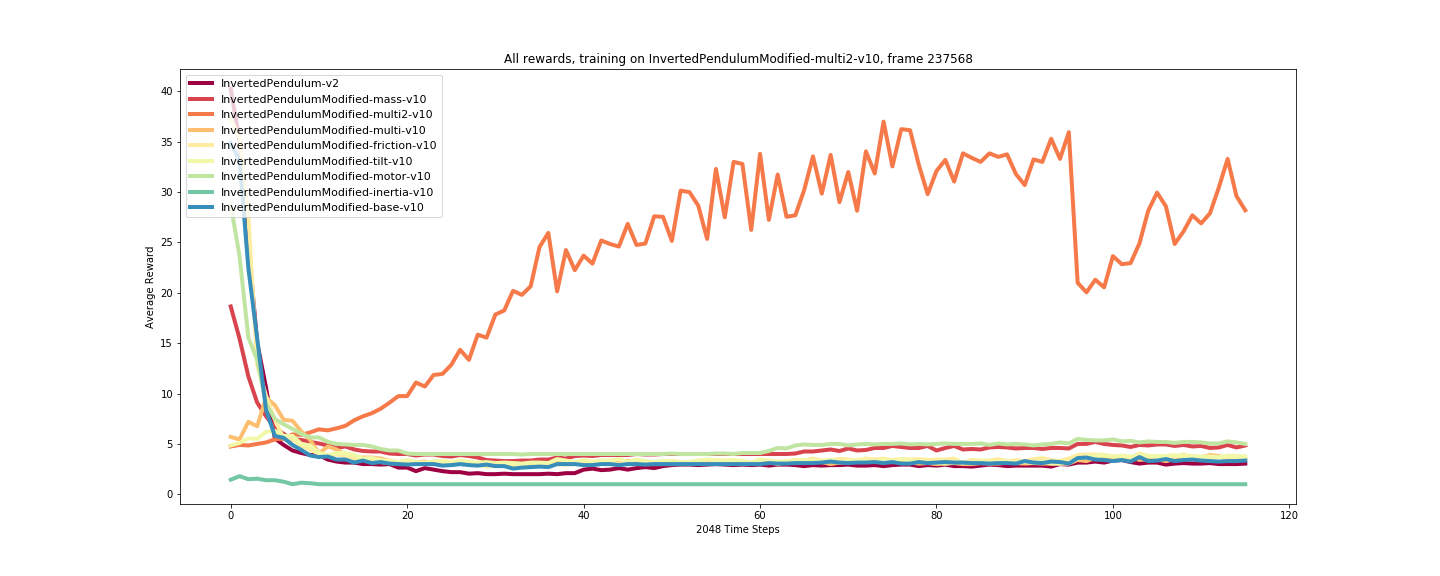 All rewards, training on InvertedPendulumModified-multi2-v10, frame 237568
InvertedPendulum-v2
InvertedPendulumModified-mass-v10
InvertedPendulumModified-multi2-v10
InvertedPendulumModified-multi-v10
InvertedPendulumModified-friction-v10
InvertedPendulumModified-tilt-v10
InvertedPendulumModified-motor-v10
InvertedPendulumModified-inertia-v10
InvertedPendulumModified-base-v10
Average Reward
40
35
30
25
20
15
10
5
0
0 20 40 60 80 100 120
2048 Time Steps